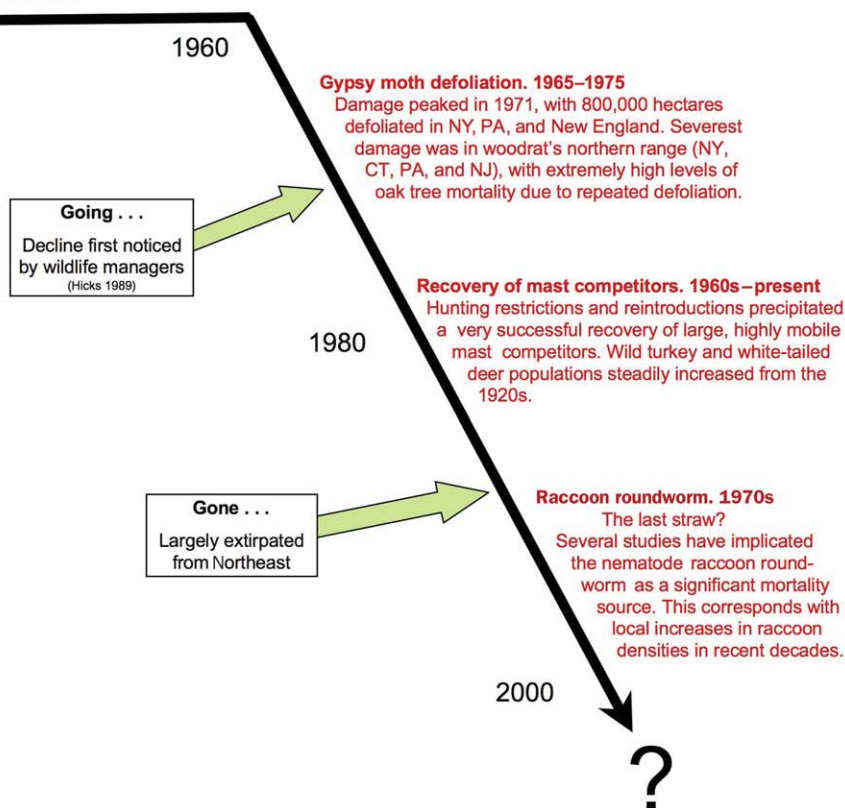 1960
Gypsy moth defoliation. 1965–1975
Damage peaked in 1971, with 800,000 hectares
defoliated in NY, PA, and New England. Severest
damage was in woodrat's northern range (NY,
CT, PA, and NJ), with extremely high levels of
oak tree mortality due to repeated defoliation.
Going . . .
Decline first noticed
by wildlife managers
(Hicks 1989)
Recovery of mast competitors. 1960s–present
Hunting restrictions and reintroductions precipitated
a very successful recovery of large, highly mobile
mast competitors. Wild turkey and white-tailed
deer populations steadily increased from the
1920s.
1980
Gone . . .
Largely extirpated
from Northeast
Raccoon roundworm. 1970s
The last straw?
Several studies have implicated
the nematode raccoon round-
worm as a significant mortality
source. This corresponds with
local increases in raccoon
densities in recent decades.
2000
?